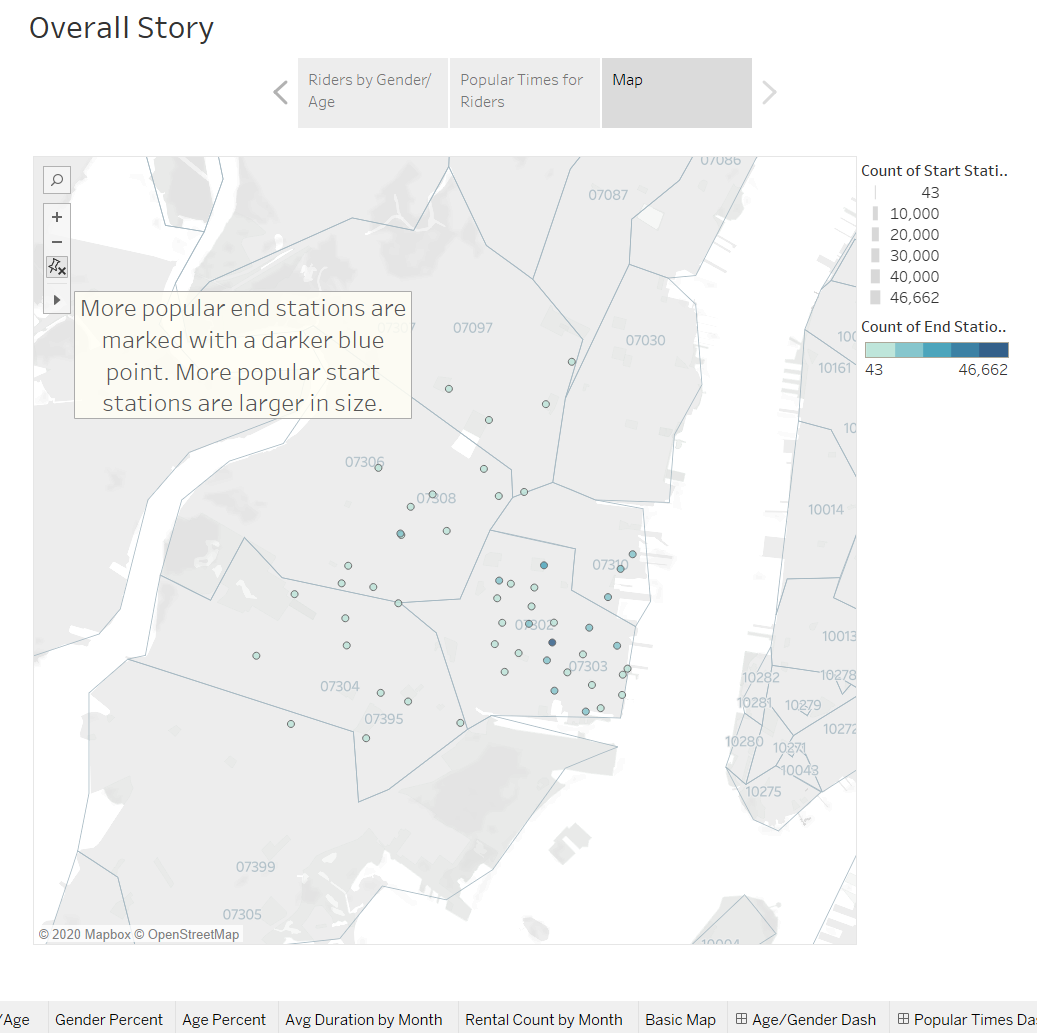 Overall Story
Riders by Gender/
Age
Popular Times for
Riders
Map
Count of Start Stati..
43
10,000
20,000
30,000
40,000
46,662
Count of End Statio..
43
46,662
More popular end stations are
marked with a darker blue
point. More popular start
stations are larger in size.
07086
07087
07097
07030
07306
07308
07310
07302
07303
07304
07395
07399
07305
10161
10014
10013
10278
10282
10281
10279
10272
10280
10271
10043
10275
© 2020 Mapbox © OpenStreetMap
/Age
Gender Percent
Age Percent
Avg Duration by Month
Rental Count by Month
Basic Map
Age/Gender Dash
Popular Times Das